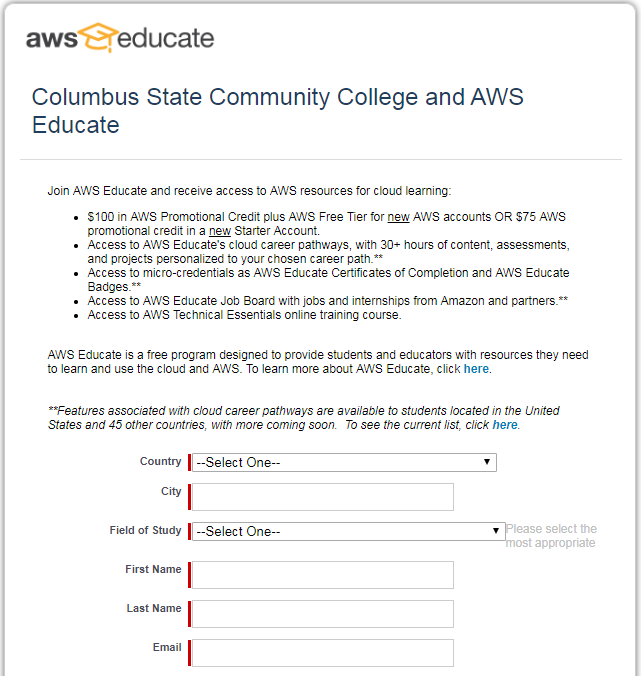 aws educate
Columbus State Community College and AWS
Educate
Join AWS Educate and receive access to AWS resources for cloud learning:
• $100 in AWS Promotional Credit plus AWS Free Tier for new AWS accounts OR $75 AWS
promotional credit in a new Starter Account.
• Access to AWS Educate's cloud career pathways, with 30+ hours of content, assessments,
and projects personalized to your chosen career path.**
• Access to micro-credentials as AWS Educate Certificates of Completion and AWS Educate
Badges.**
• Access to AWS Educate Job Board with jobs and internships from Amazon and partners.**
• Access to AWS Technical Essentials online training course.
AWS Educate is a free program designed to provide students and educators with resources they need
to learn and use the cloud and AWS. To learn more about AWS Educate, click here.
**Features associated with cloud career pathways are available to students located in the United
States and 45 other countries, with more coming soon.  To see the current list, click here.
Country --Select One--
City
Field of Study --Select One-- Please select the
most appropriate
First Name
Last Name
Email